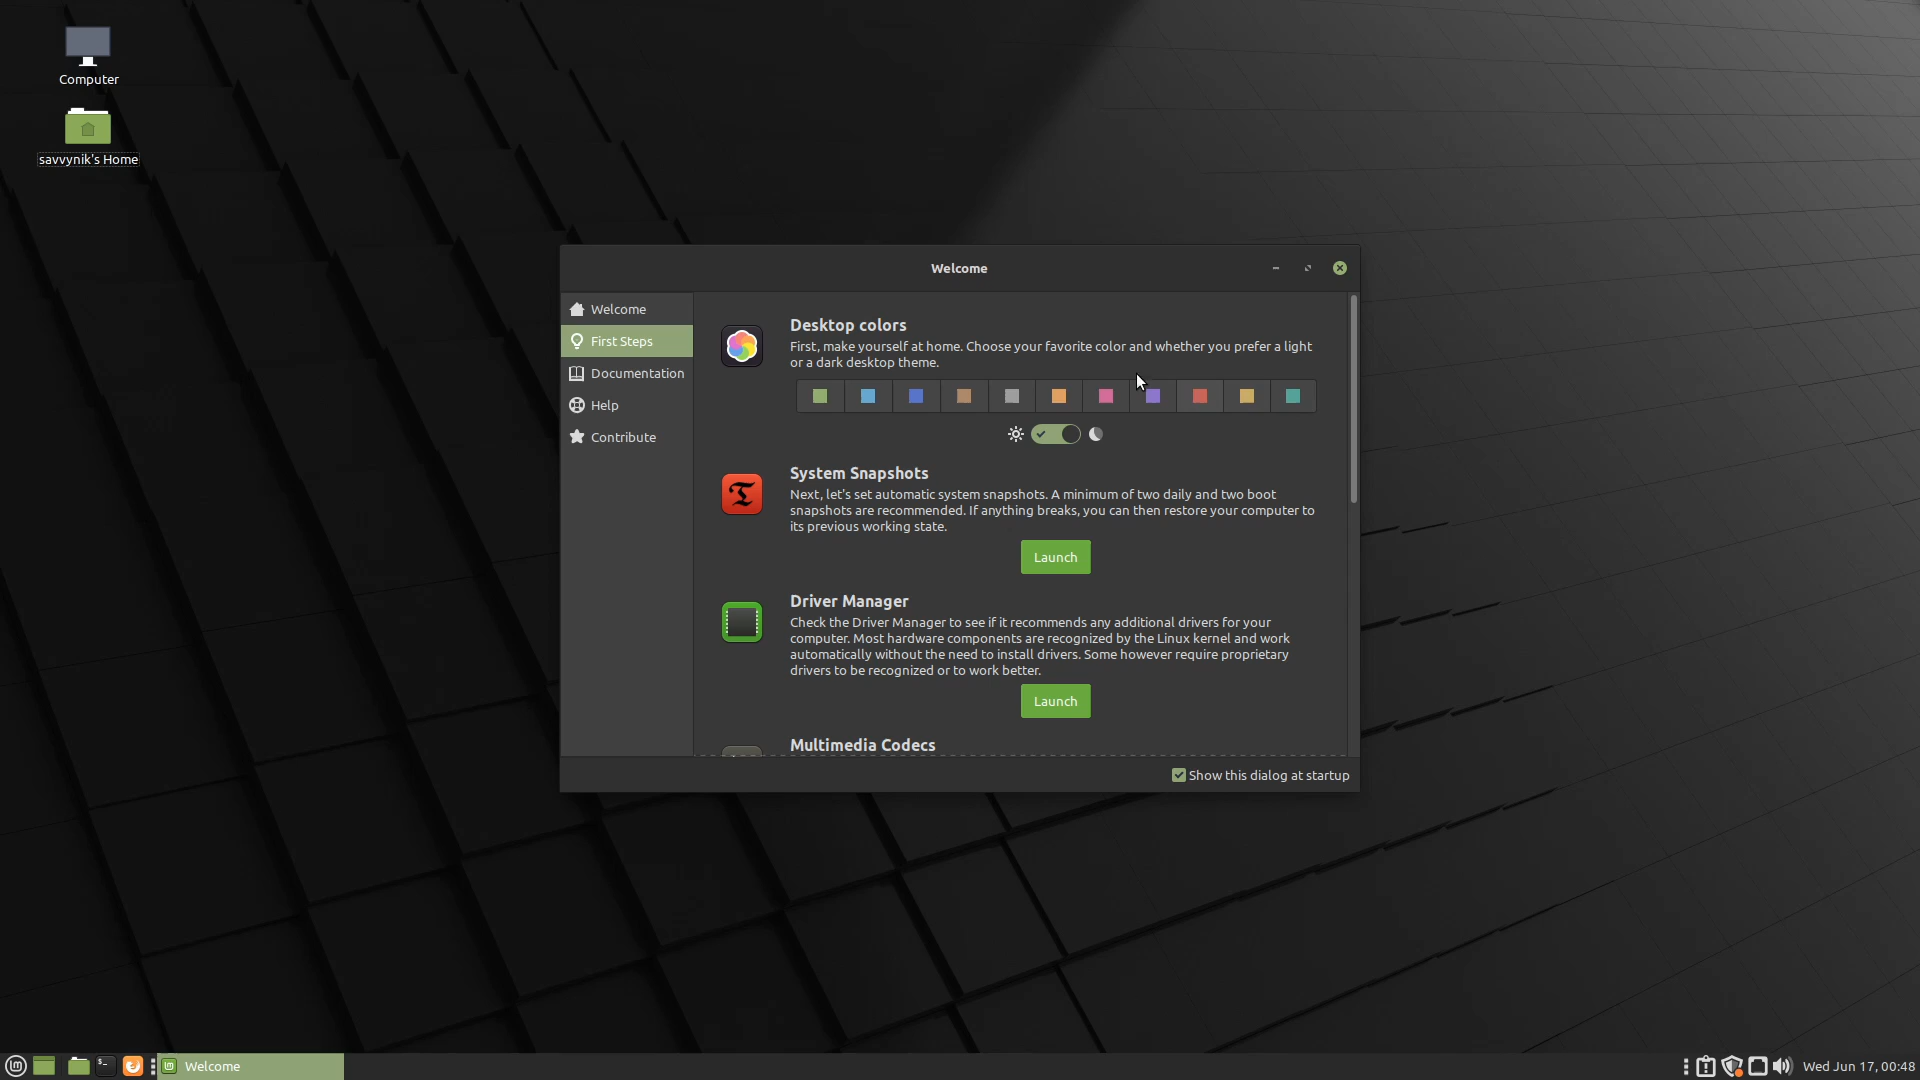 Computer
savvynik's Home
Welcome
Welcome
First Steps
Documentation
Help
Contribute
Desktop colors
First, make yourself at home. Choose your favorite color and whether you prefer a light
or a dark desktop theme.
System Snapshots
Next, let's set automatic system snapshots. A minimum of two daily and two boot
snapshots are recommended. If anything breaks, you can then restore your computer to
its previous working state.
Launch
Driver Manager
Check the Driver Manager to see if it recommends any additional drivers for your
computer. Most hardware components are recognized by the Linux kernel and work
automatically without the need to install drivers. Some however require proprietary
drivers to be recognized or to work better.
Launch
Multimedia Codecs
Show this dialog at startup
Welcome
Wed Jun 17, 00:48